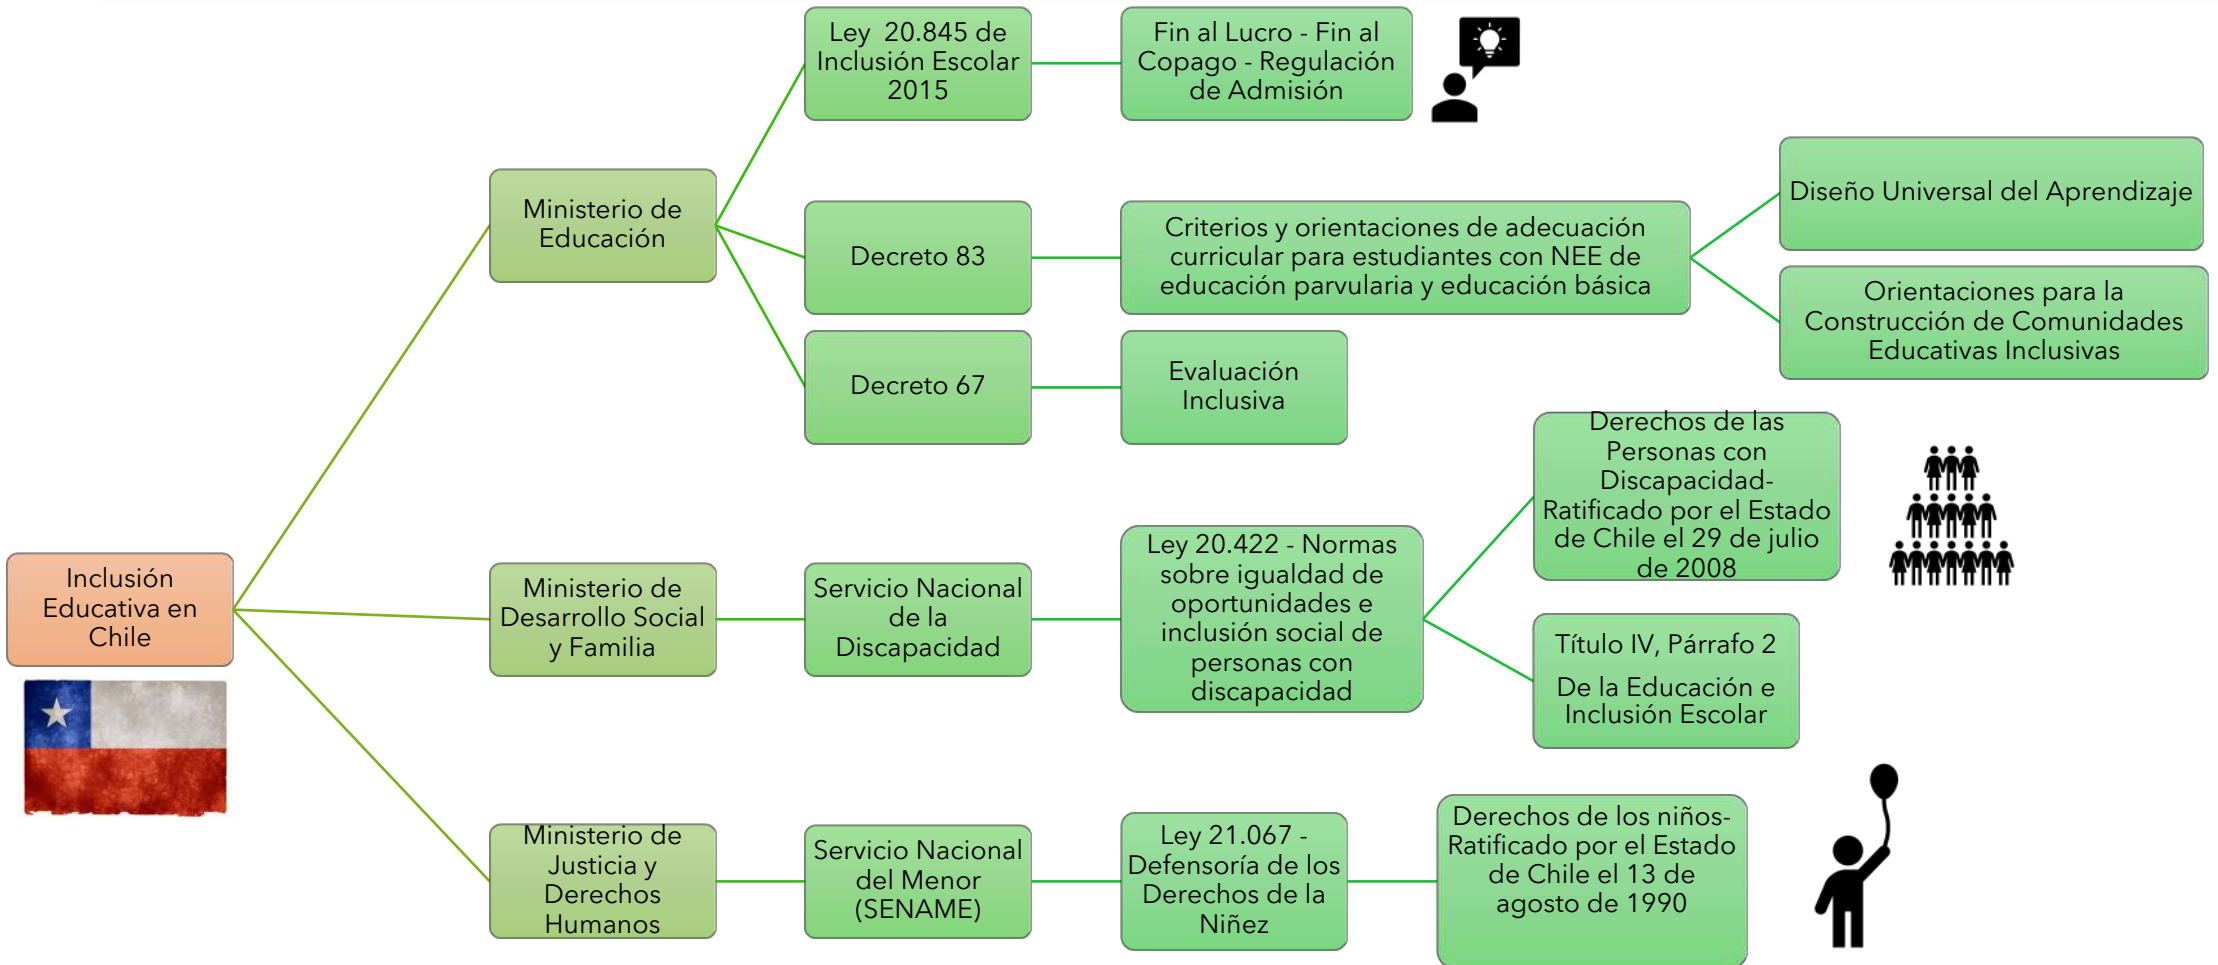 Ley 20.845 de
Inclusión Escolar
2015
Fin al Lucro - Fin al
Copago - Regulación
de Admisión
Ministerio de
Educación
Decreto 83
Criterios y orientaciones de adecuación
curricular para estudiantes con NEE de
educación parvularia y educación básica
Diseño Universal del Aprendizaje
Orientaciones para la
Construcción de Comunidades
Educativas Inclusivas
Decreto 67
Evaluación
Inclusiva
Inclusión
Educativa en
Chile
Ministerio de
Desarrollo Social
y Familia
Servicio Nacional
de la
Discapacidad
Ley 20.422 - Normas
sobre igualdad de
oportunidades e
inclusión social de
personas con
discapacidad
Derechos de las
Personas con
Discapacidad-
Ratificado por el Estado
de Chile el 29 de julio
de 2008
Título IV, Párrafo 2
De la Educación e
Inclusión Escolar
Ministerio de
Justicia y
Derechos
Humanos
Servicio Nacional
del Menor
(SENAME)
Ley 21.067 -
Defensoría de los
Derechos de la
Niñez
Derechos de los niños-
Ratificado por el Estado
de Chile el 13 de
agosto de 1990